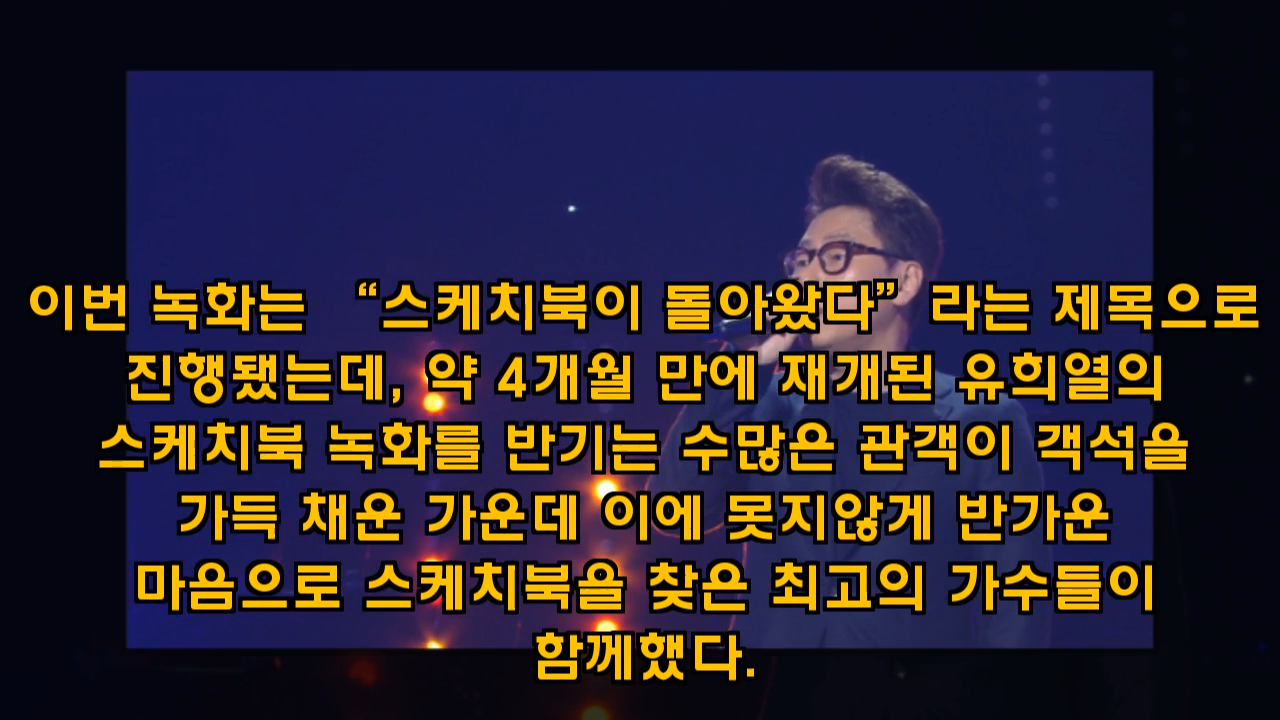 이번 녹화는 “스케치북이 돌아왔다” 라는 제목으로
진행됐는데, 약 4개월 만에 재개된 유희열의
스케치북 녹화를 반기는 수많은 관객이 객석을
가득 채운 가운데 이에 못지않게 반가운
마음으로 스케치북을 찾은 최고의 가수들이
함께했다.